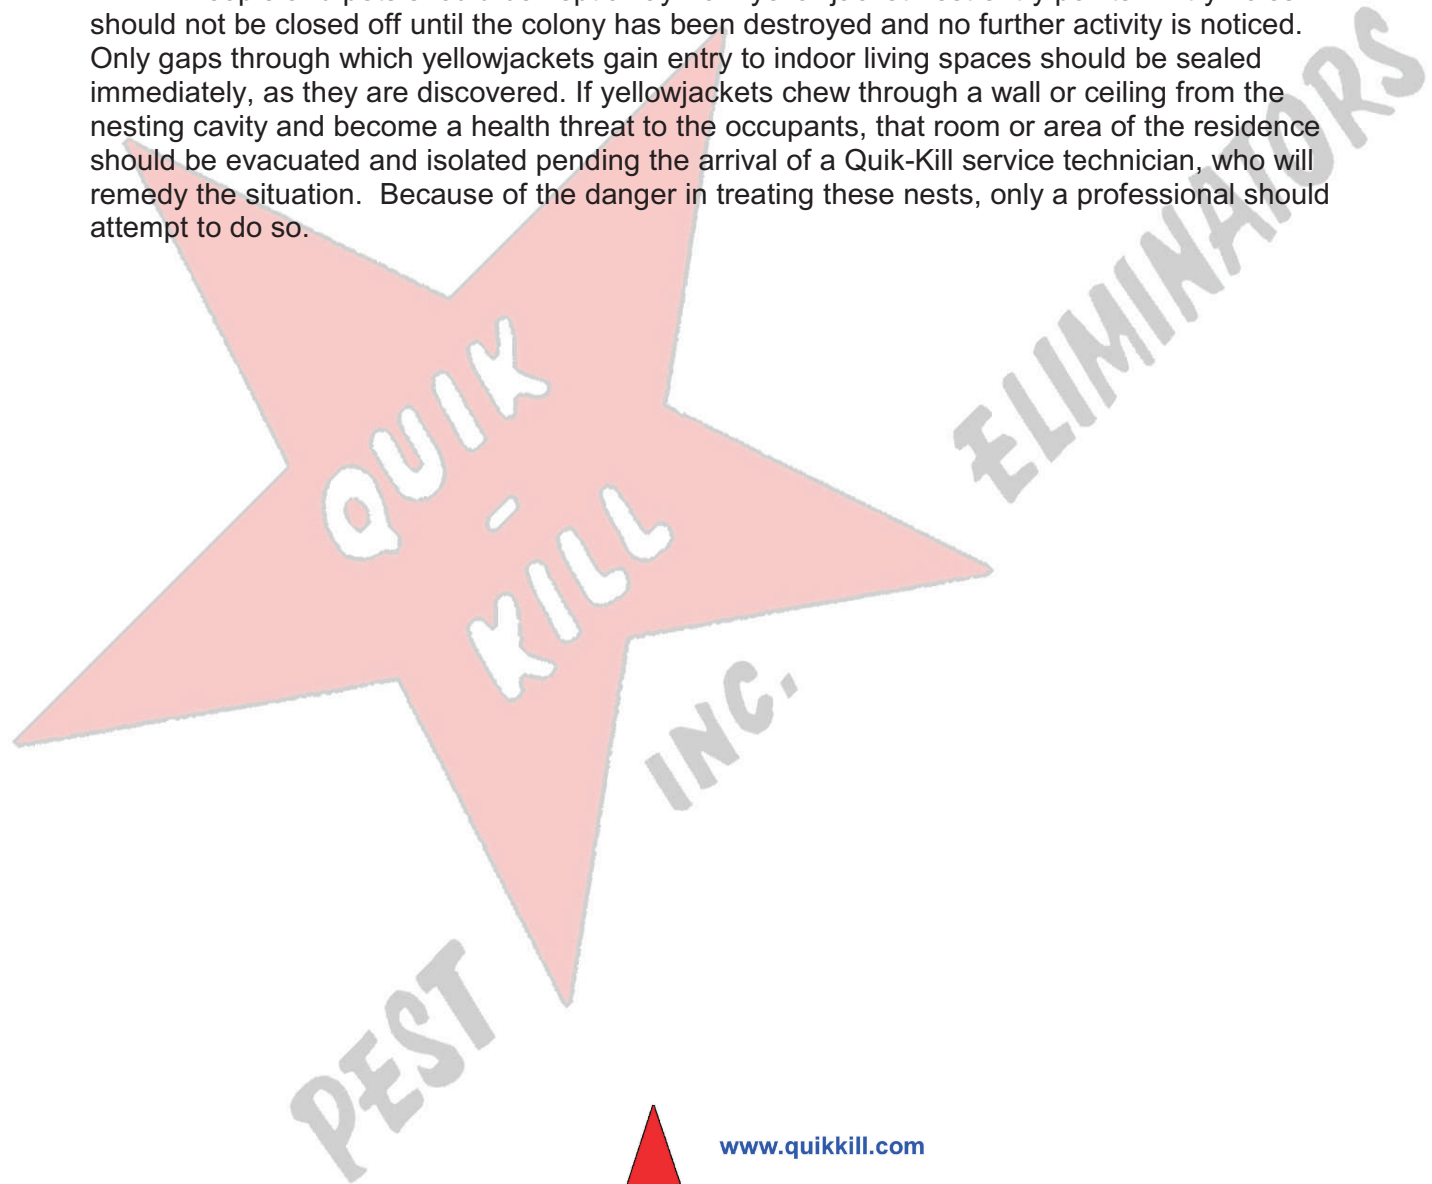 should not be closed off until the colony has been destroyed and no further activity is noticed.
Only gaps through which yellowjackets gain entry to indoor living spaces should be sealed
immediately, as they are discovered. If yellowjackets chew through a wall or ceiling from the
nesting cavity and become a health threat to the occupants, that room or area of the residence
should be evacuated and isolated pending the arrival of a Quik-Kill service technician, who will
remedy the situation.  Because of the danger in treating these nests, only a professional should
attempt to do so.
QUIK
-
KILL
PEST
ELIMINATORS
INC.
www.quikkill.com